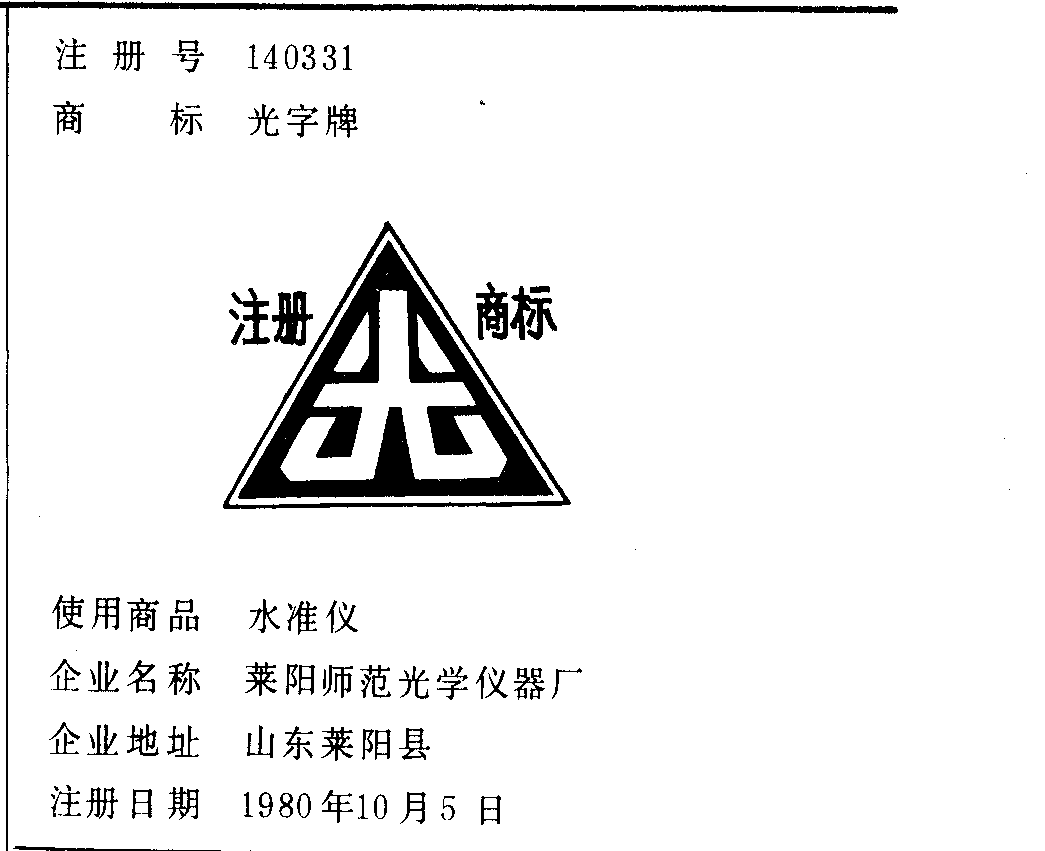 注册号 140331
商标 光字牌
注册 商标
光
使用商品 水准仪
企业名称 莱阳师范光学仪器厂
企业地址 山东莱阳县
注册日期 1980年10月5日